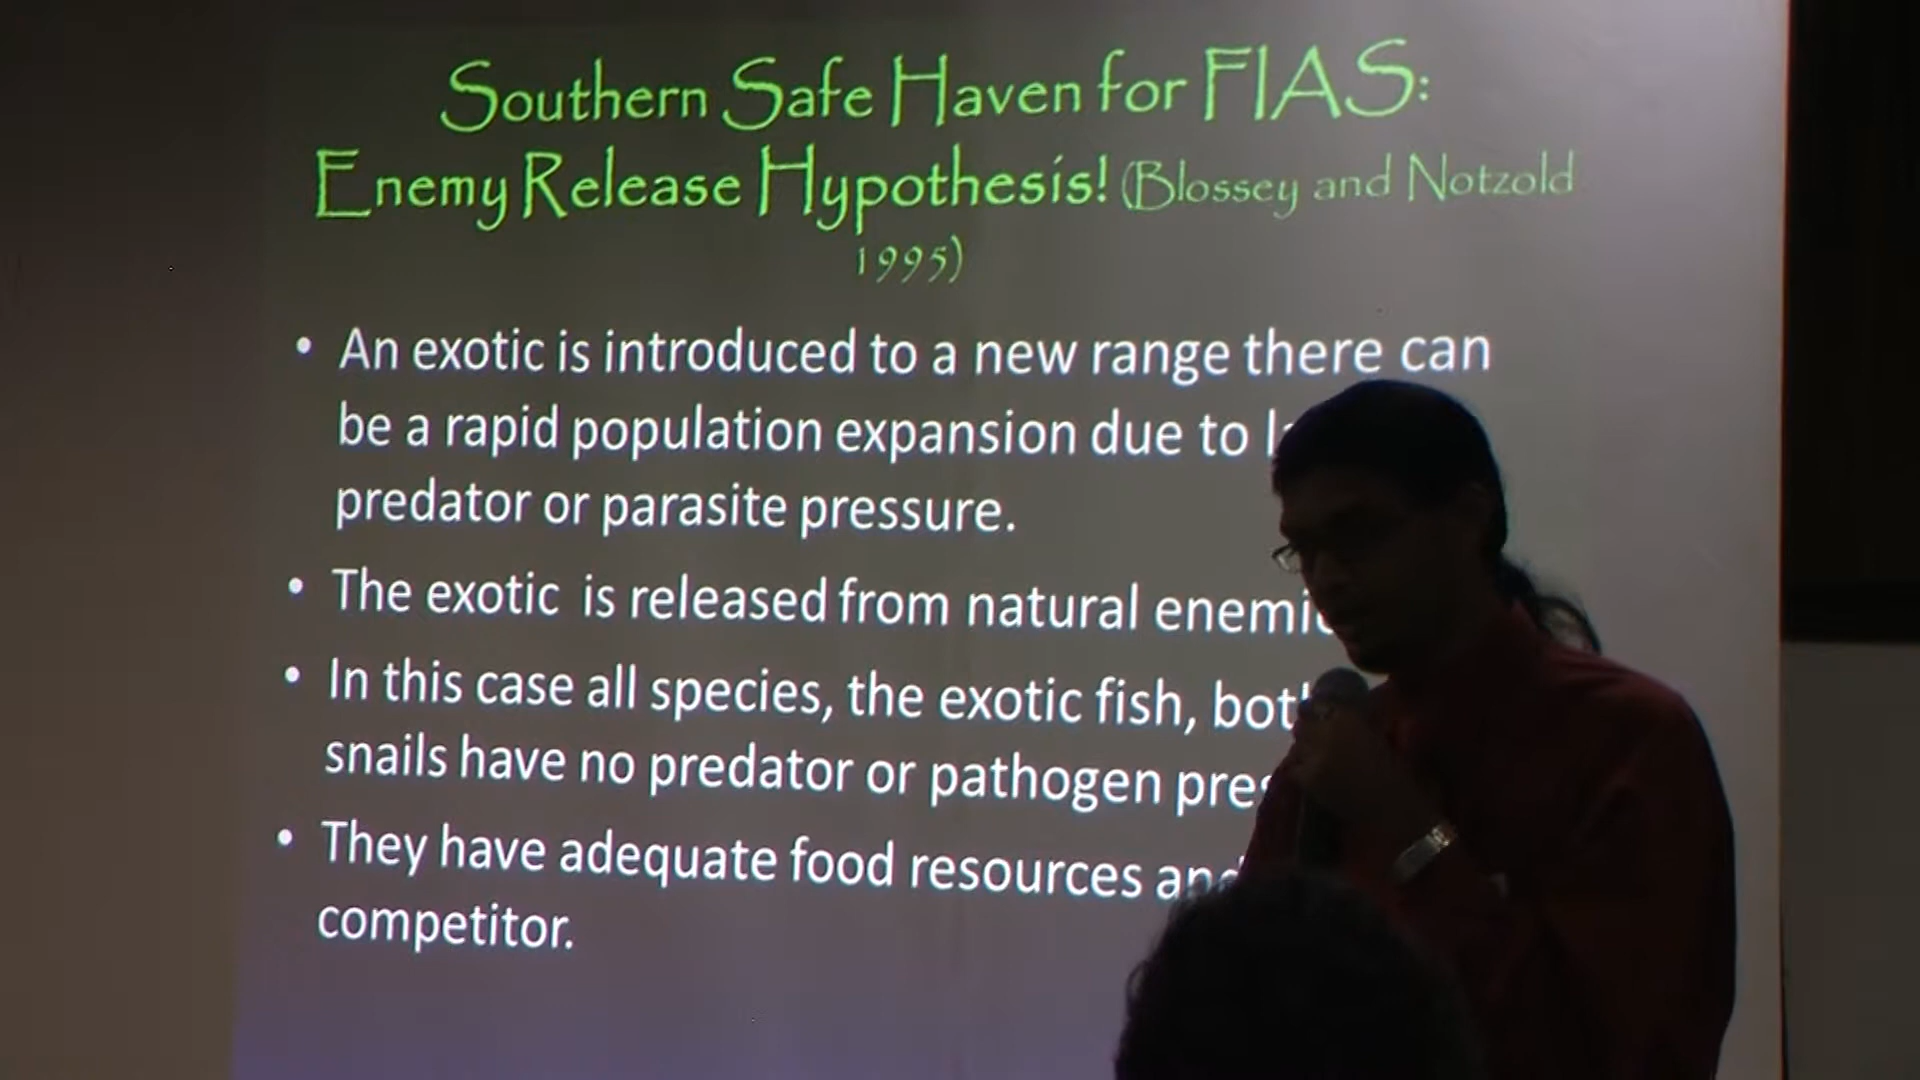 Southern Safe Haven for FIAS:
Enemy Release Hypothesis! (Blossey and Notzold
1995)
• An exotic is introduced to a new range there can
be a rapid population expansion due to
predator or parasite pressure.
• The exotic is released from natural
• In this case all species, the exotic fish,
snails have no predator or pathogen
• They have adequate food resources
competitor.